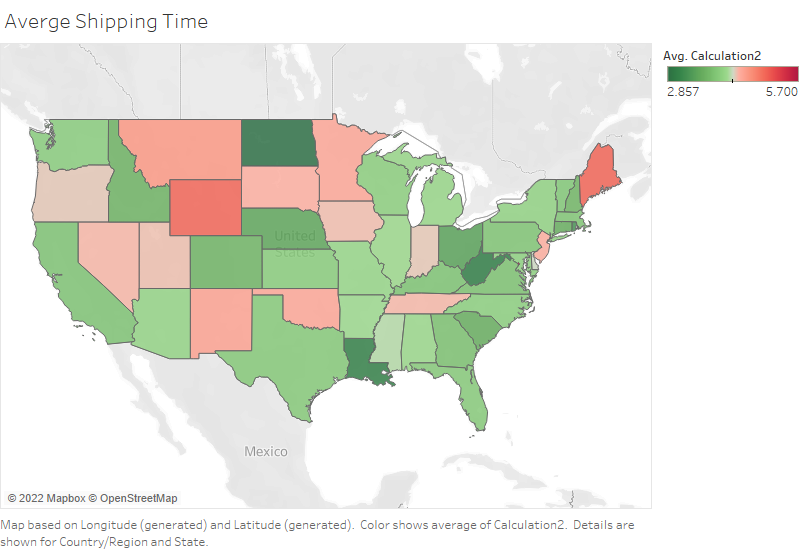 Averge Shipping Time
Avg. Calculation2
2.857 5.700
United
States
Mexico
© 2022 Mapbox © OpenStreetMap
Map based on Longitude (generated) and Latitude (generated).  Color shows average of Calculation2.  Details are
shown for Country/Region and State.